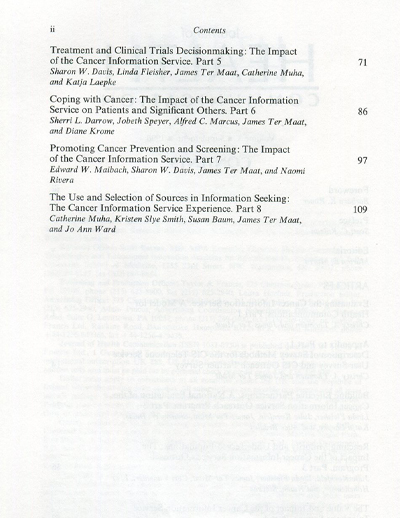 ii Contents
Treatment and Clinical Trials Decisionmaking: The Impact
of the Cancer Information Service. Part 5 71
Sharon W. Davis, Linda Fleisher, James Ter Maat, Catherine Muha,
and Katja Laepke
Coping with Cancer: The Impact of the Cancer Information
Service on Patients and Significant Others. Part 6 86
Sherri L. Darrow, Jobeth Speyer, Alfred C. Marcus, James Ter Maat,
and Diane Krome
Promoting Cancer Prevention and Screening: The Impact
of the Cancer Information Service. Part 7 97
Edward W. Maibach, Sharon W. Davis, James Ter Maat, and Naomi
Rivera
The Use and Selection of Sources in Information Seeking:
The Cancer Information Service Experience. Part 8 109
Catherine Muha, Kristen Slye Smith, Susan Baum, James Ter Maat,
and Jo Ann Ward